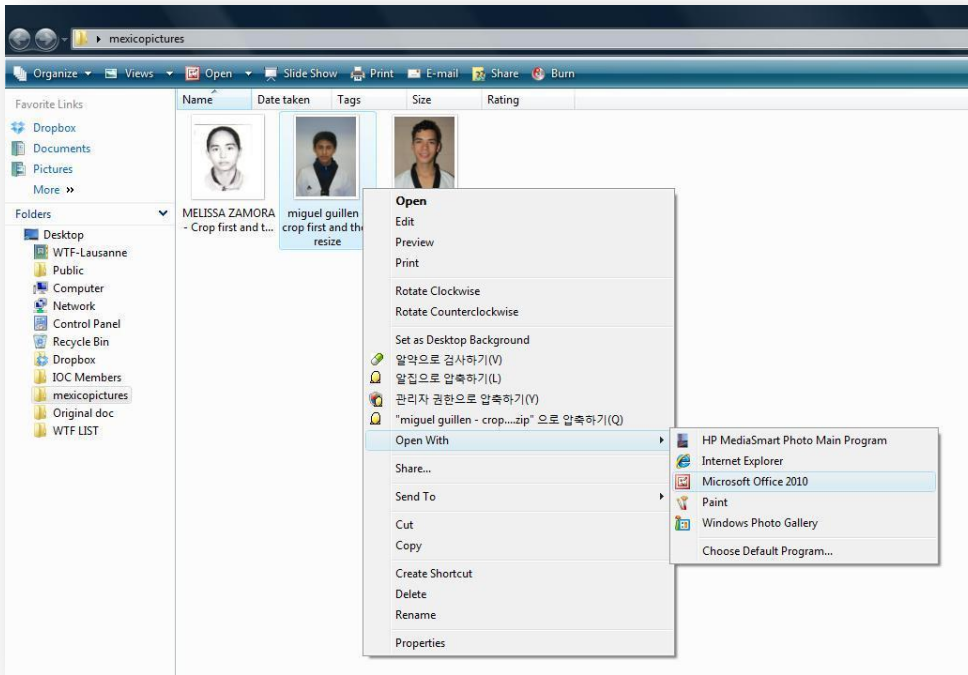 mexicopictures
Organize Views Open Slide Show Print E-mail Share Burn
Favorite Links
Dropbox
Documents
Pictures
More »
Folders
Desktop
WTF-Lausanne
Public
Computer
Network
Control Panel
Recycle Bin
Dropbox
IOC Members
mexicopictures
Original doc
WTF LIST
Name Date taken Tags Size Rating
MELISSA ZAMORA
- Crop first and t...
miguel guillen
crop first and the
resize
Open
Edit
Preview
Print
Rotate Clockwise
Rotate Counterclockwise
Set as Desktop Background
알약으로 검사하기(V)
알집으로 압축하기(L)
관리자 권한으로 압축하기(Y)
"miguel guillen - crop....zip" 으로 압축하기(Q)
Open With
Share...
Send To
Cut
Copy
Create Shortcut
Delete
Rename
Properties
HP MediaSmart Photo Main Program
Internet Explorer
Microsoft Office 2010
Paint
Windows Photo Gallery
Choose Default Program...